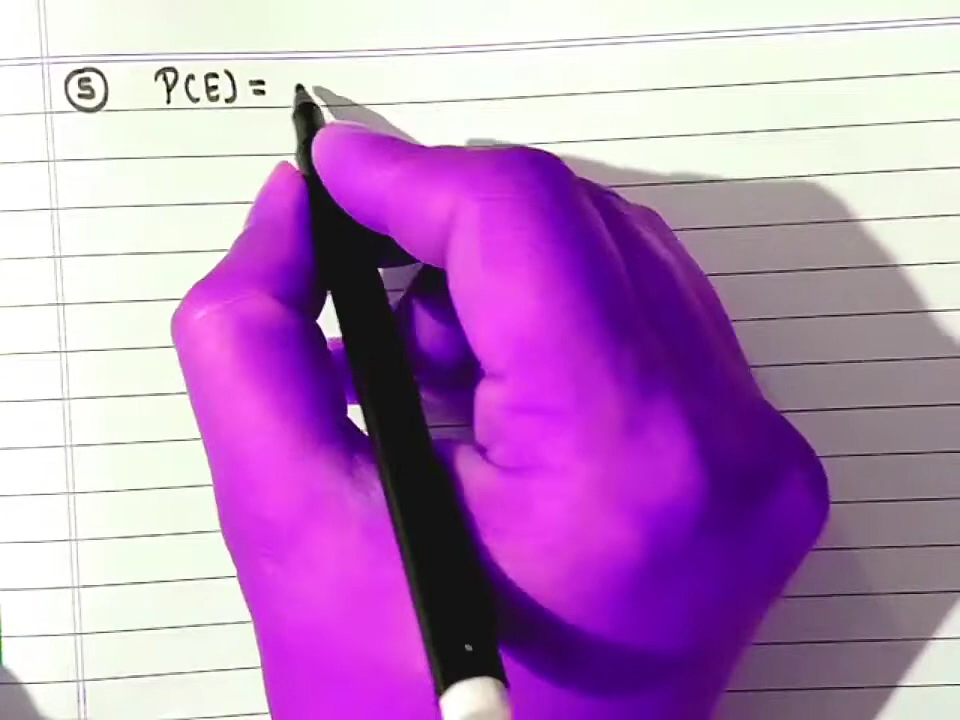 ⑤ P(E) =